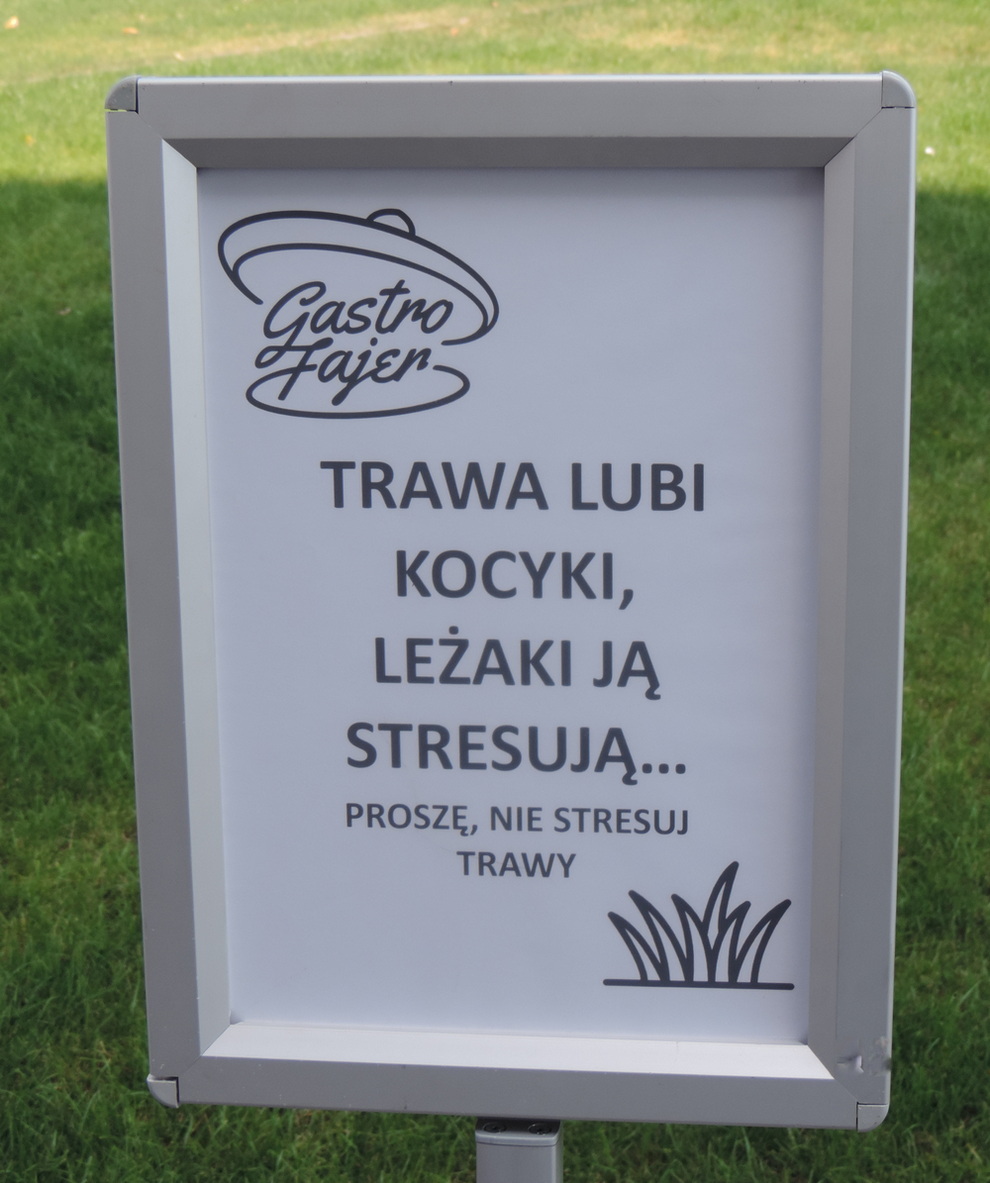 Gastro
Fajer
TRAWA LUBI
KOCYKI,
LEŻAKI JĄ
STRESUJĄ...
PROSZĘ, NIE STRESUJ
TRAWY